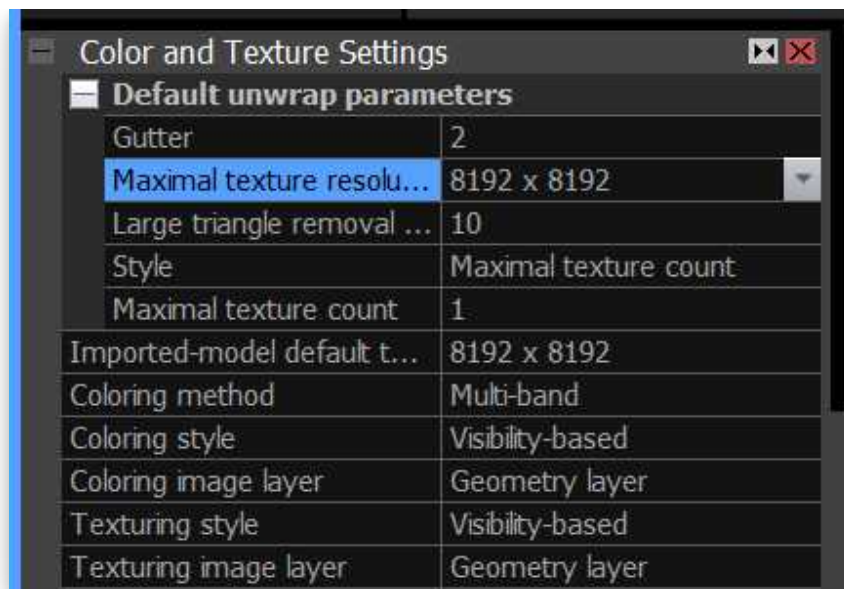 Color and Texture Settings
Default unwrap parameters
Gutter 2
Maximal texture resolu... 8192 x 8192
Large triangle removal ... 10
Style Maximal texture count
Maximal texture count 1
Imported-model default t... 8192 x 8192
Coloring method Multi-band
Coloring style Visibility-based
Coloring image layer Geometry layer
Texturing style Visibility-based
Texturing image layer Geometry layer